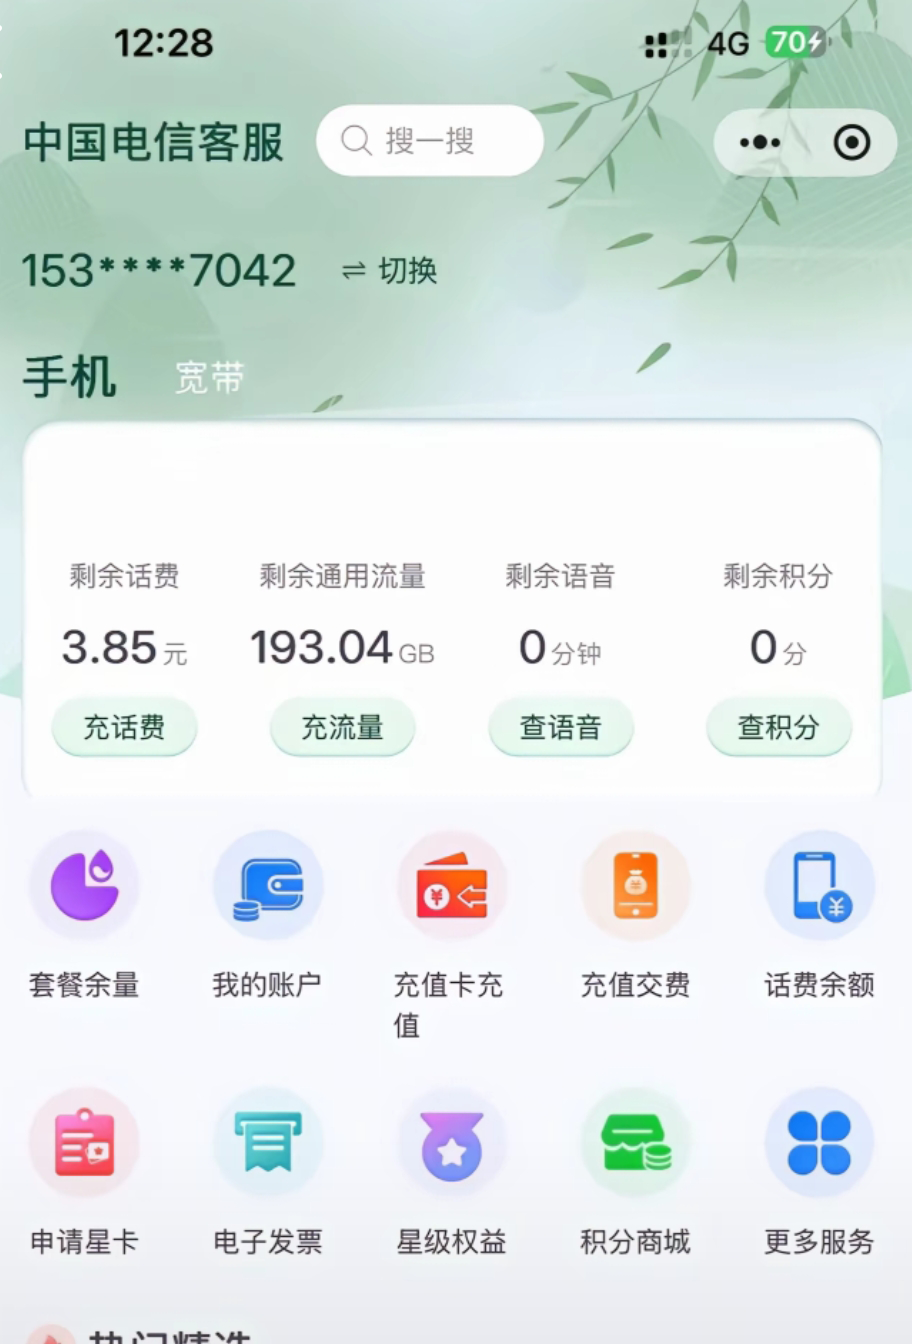 12:28 4G 70
中国电信客服 搜一搜
153****7042 切换
手机 宽带
剩余话费 剩余通用流量 剩余语音 剩余积分
3.85元 193.04GB 0分钟 0分
充话费 充流量 查语音 查积分
套餐余量 我的账户 充值卡充值 充值交费 话费余额
申请星卡 电子发票 星级权益 积分商城 更多服务
热门精选